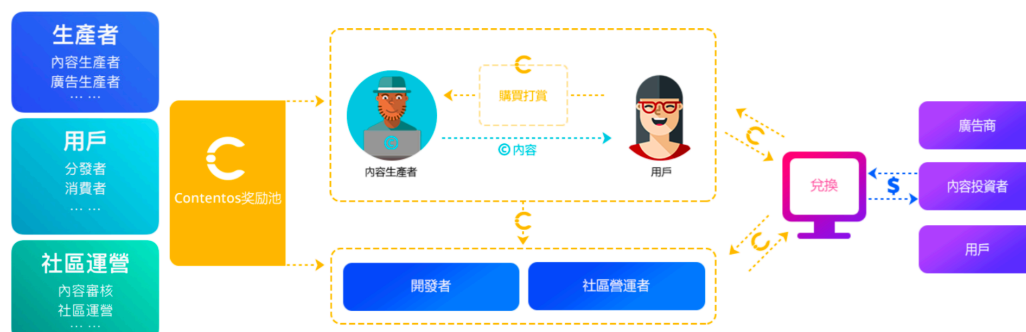 生產者
內容生產者
廣告生產者
... ...
用戶
分發者
消費者
... ...
社區運營
內容審核
社區運營
... ...
Contentos奖励池
購買打賞
© 內容
內容生產者
用戶
開發者
社區營運者
兌換
$
廣告商
內容投資者
用戶